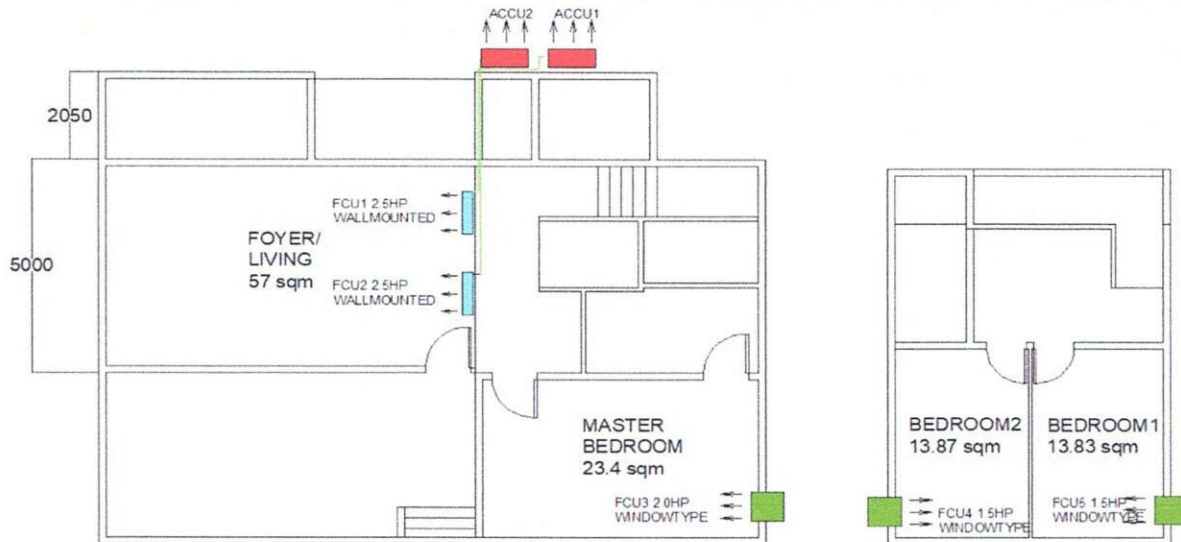 ACCU2
ACCU1
2050
5000
FCU1 2.5HP
WALLMOUNTED
FOYER/
LIVING
57 sqm
FCU2 2.5HP
WALLMOUNTED
MASTER
BEDROOM
23.4 sqm
FCU3 2.0HP
WINDOWTYPE
BEDROOM2
13.87 sqm
BEDROOM1
13.83 sqm
FCU4 1.5HP
WINDOWTYPE
FCU5 1.5HP
WINDOWTYPE